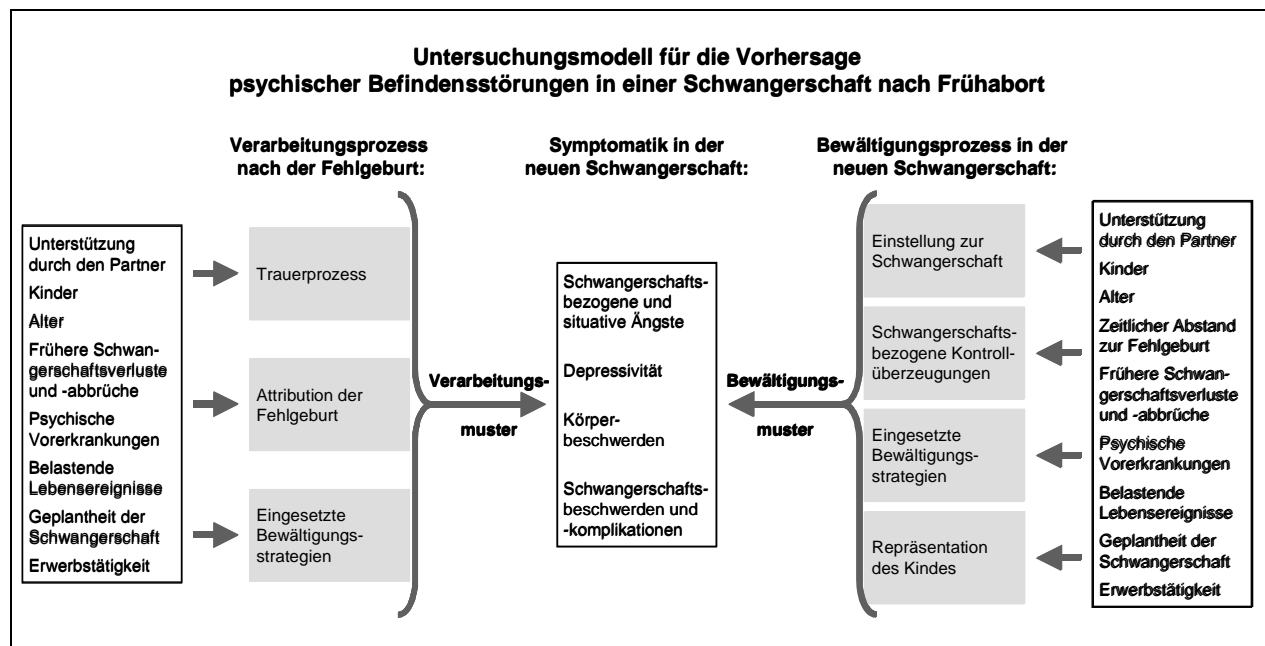 Untersuchungsmodell für die Vorhersage
psychischer Befindensstörungen in einer Schwangerschaft nach Frühabort
Verarbeitungsprozess
nach der Fehlgeburt:
Symptomatik in der
neuen Schwangerschaft:
Bewältigungsprozess in der
neuen Schwangerschaft:
Unterstützung
durch den Partner
Kinder
Alter
Frühere Schwan-
gerschaftsverluste
und -abbrüche
Psychische
Vorerkrankungen
Belastende
Lebensereignisse
Geplantheit der
Schwangerschaft
Erwerbstätigkeit
Trauerprozess
Attribution der
Fehlgeburt
Eingesetzte
Bewältigungs-
strategien
Verarbeitungs-
muster
Schwangerschafts-
bezogene und
situative Ängste
Depressivität
Körper-
beschwerden
Schwangerschafts-
beschwerden und
-komplikationen
Bewältigungs-
muster
Einstellung zur
Schwangerschaft
Schwangerschafts-
bezogene Kontroll-
überzeugungen
Eingesetzte
Bewältigungs-
strategien
Repräsentation
des Kindes
Unterstützung
durch den Partner
Kinder
Alter
Zeitlicher Abstand
zur Fehlgeburt
Frühere Schwan-
gerschaftsverluste
und -abbrüche
Psychische
Vorerkrankungen
Belastende
Lebensereignisse
Geplantheit der
Schwangerschaft
Erwerbstätigkeit